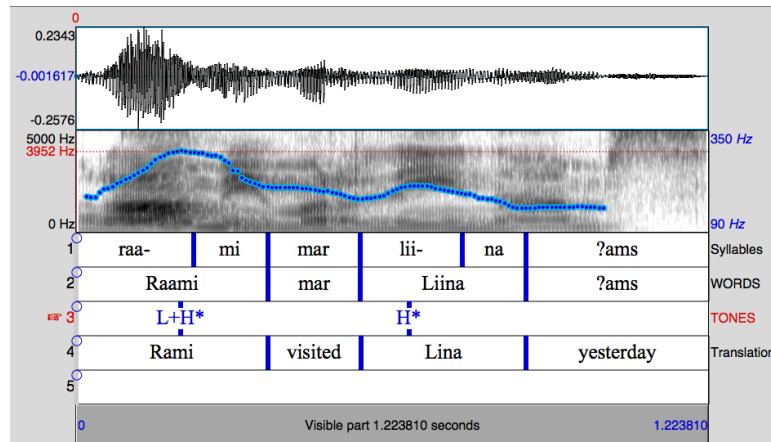 0
0.2343
-0.001617
-0.2576
5000 Hz 350 Hz
3952 Hz
0 Hz 90 Hz
1 raa- mi mar lii- na ?ams Syllables
2 Raami mar Liina ?ams WORDS
☞ 3 L+H* H* TONES
4 Rami visited Lina yesterday Translation
5
0 Visible part 1.223810 seconds 1.223810